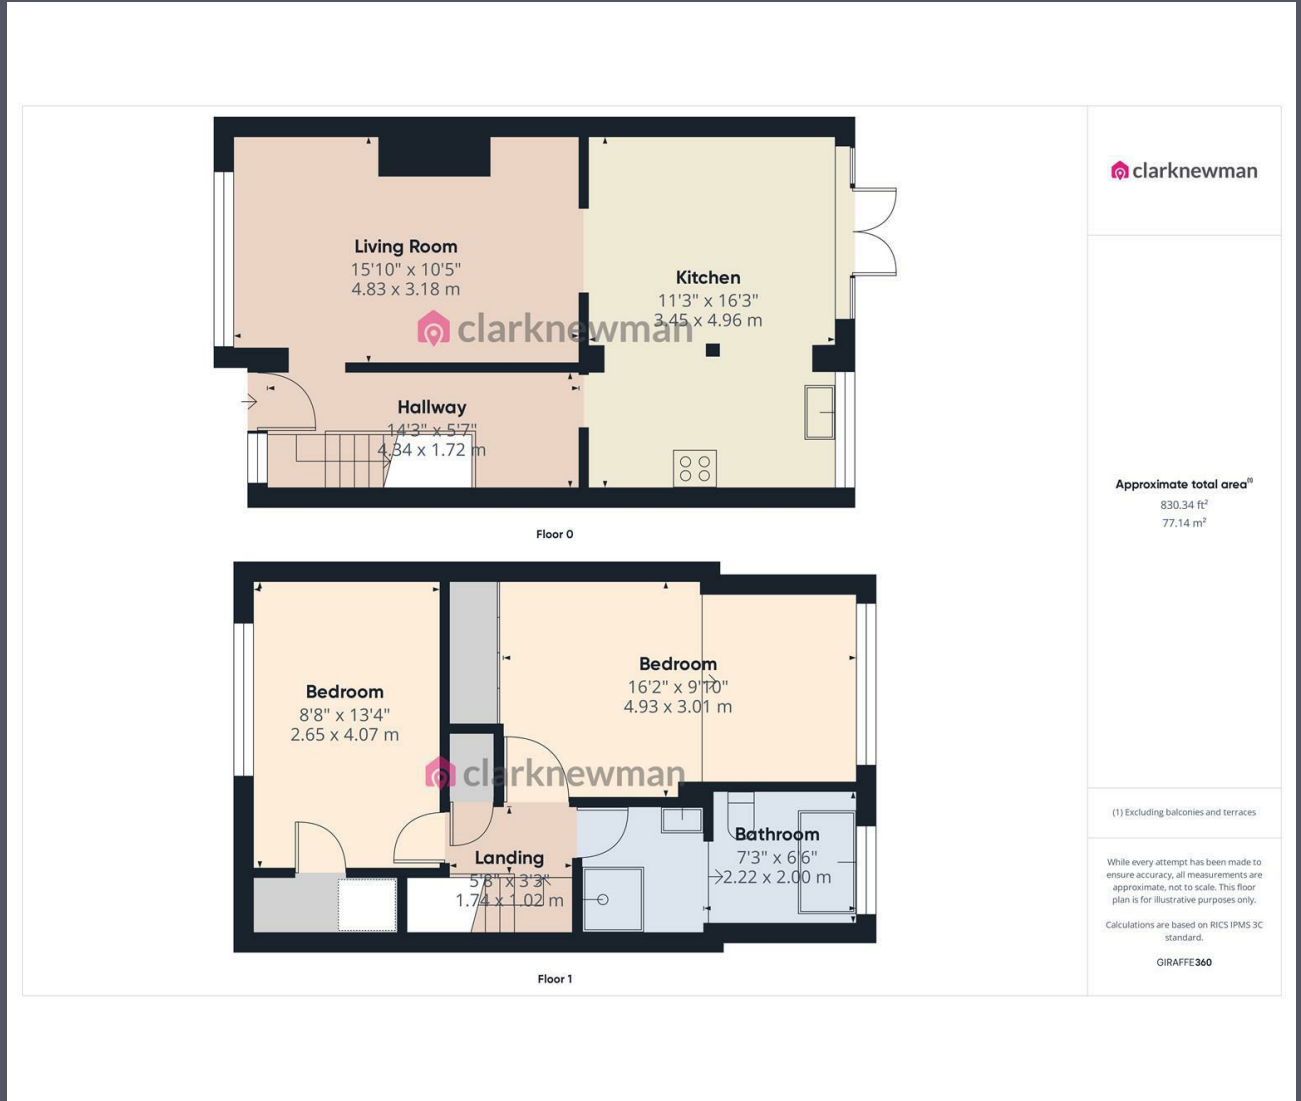 Living Room
15'10" x 10'5"
4.83 x 3.18 m
Kitchen
11'3" x 16'3"
3.45 x 4.96 m
clarknewman
Hallway
14'3" x 5'7"
4.34 x 1.72 m
Floor 0
Bedroom
16'2" x 9'10"
4.93 x 3.01 m
Bedroom
8'8" x 13'4"
2.65 x 4.07 m
clarknewman
Bathroom
7'3" x 6'6"
2.22 x 2.00 m
Landing
5'8" x 3'3"
1.74 x 1.02 m
Floor 1
clarknewman
Approximate total area(1)
830.34 ft²
77.14 m²
(1) Excluding balconies and terraces
While every attempt has been made to
ensure accuracy, all measurements are
approximate, not to scale. This floor
plan is for illustrative purposes only.
Calculations are based on RICS IPMS 3C
standard.
GIRAFFE360